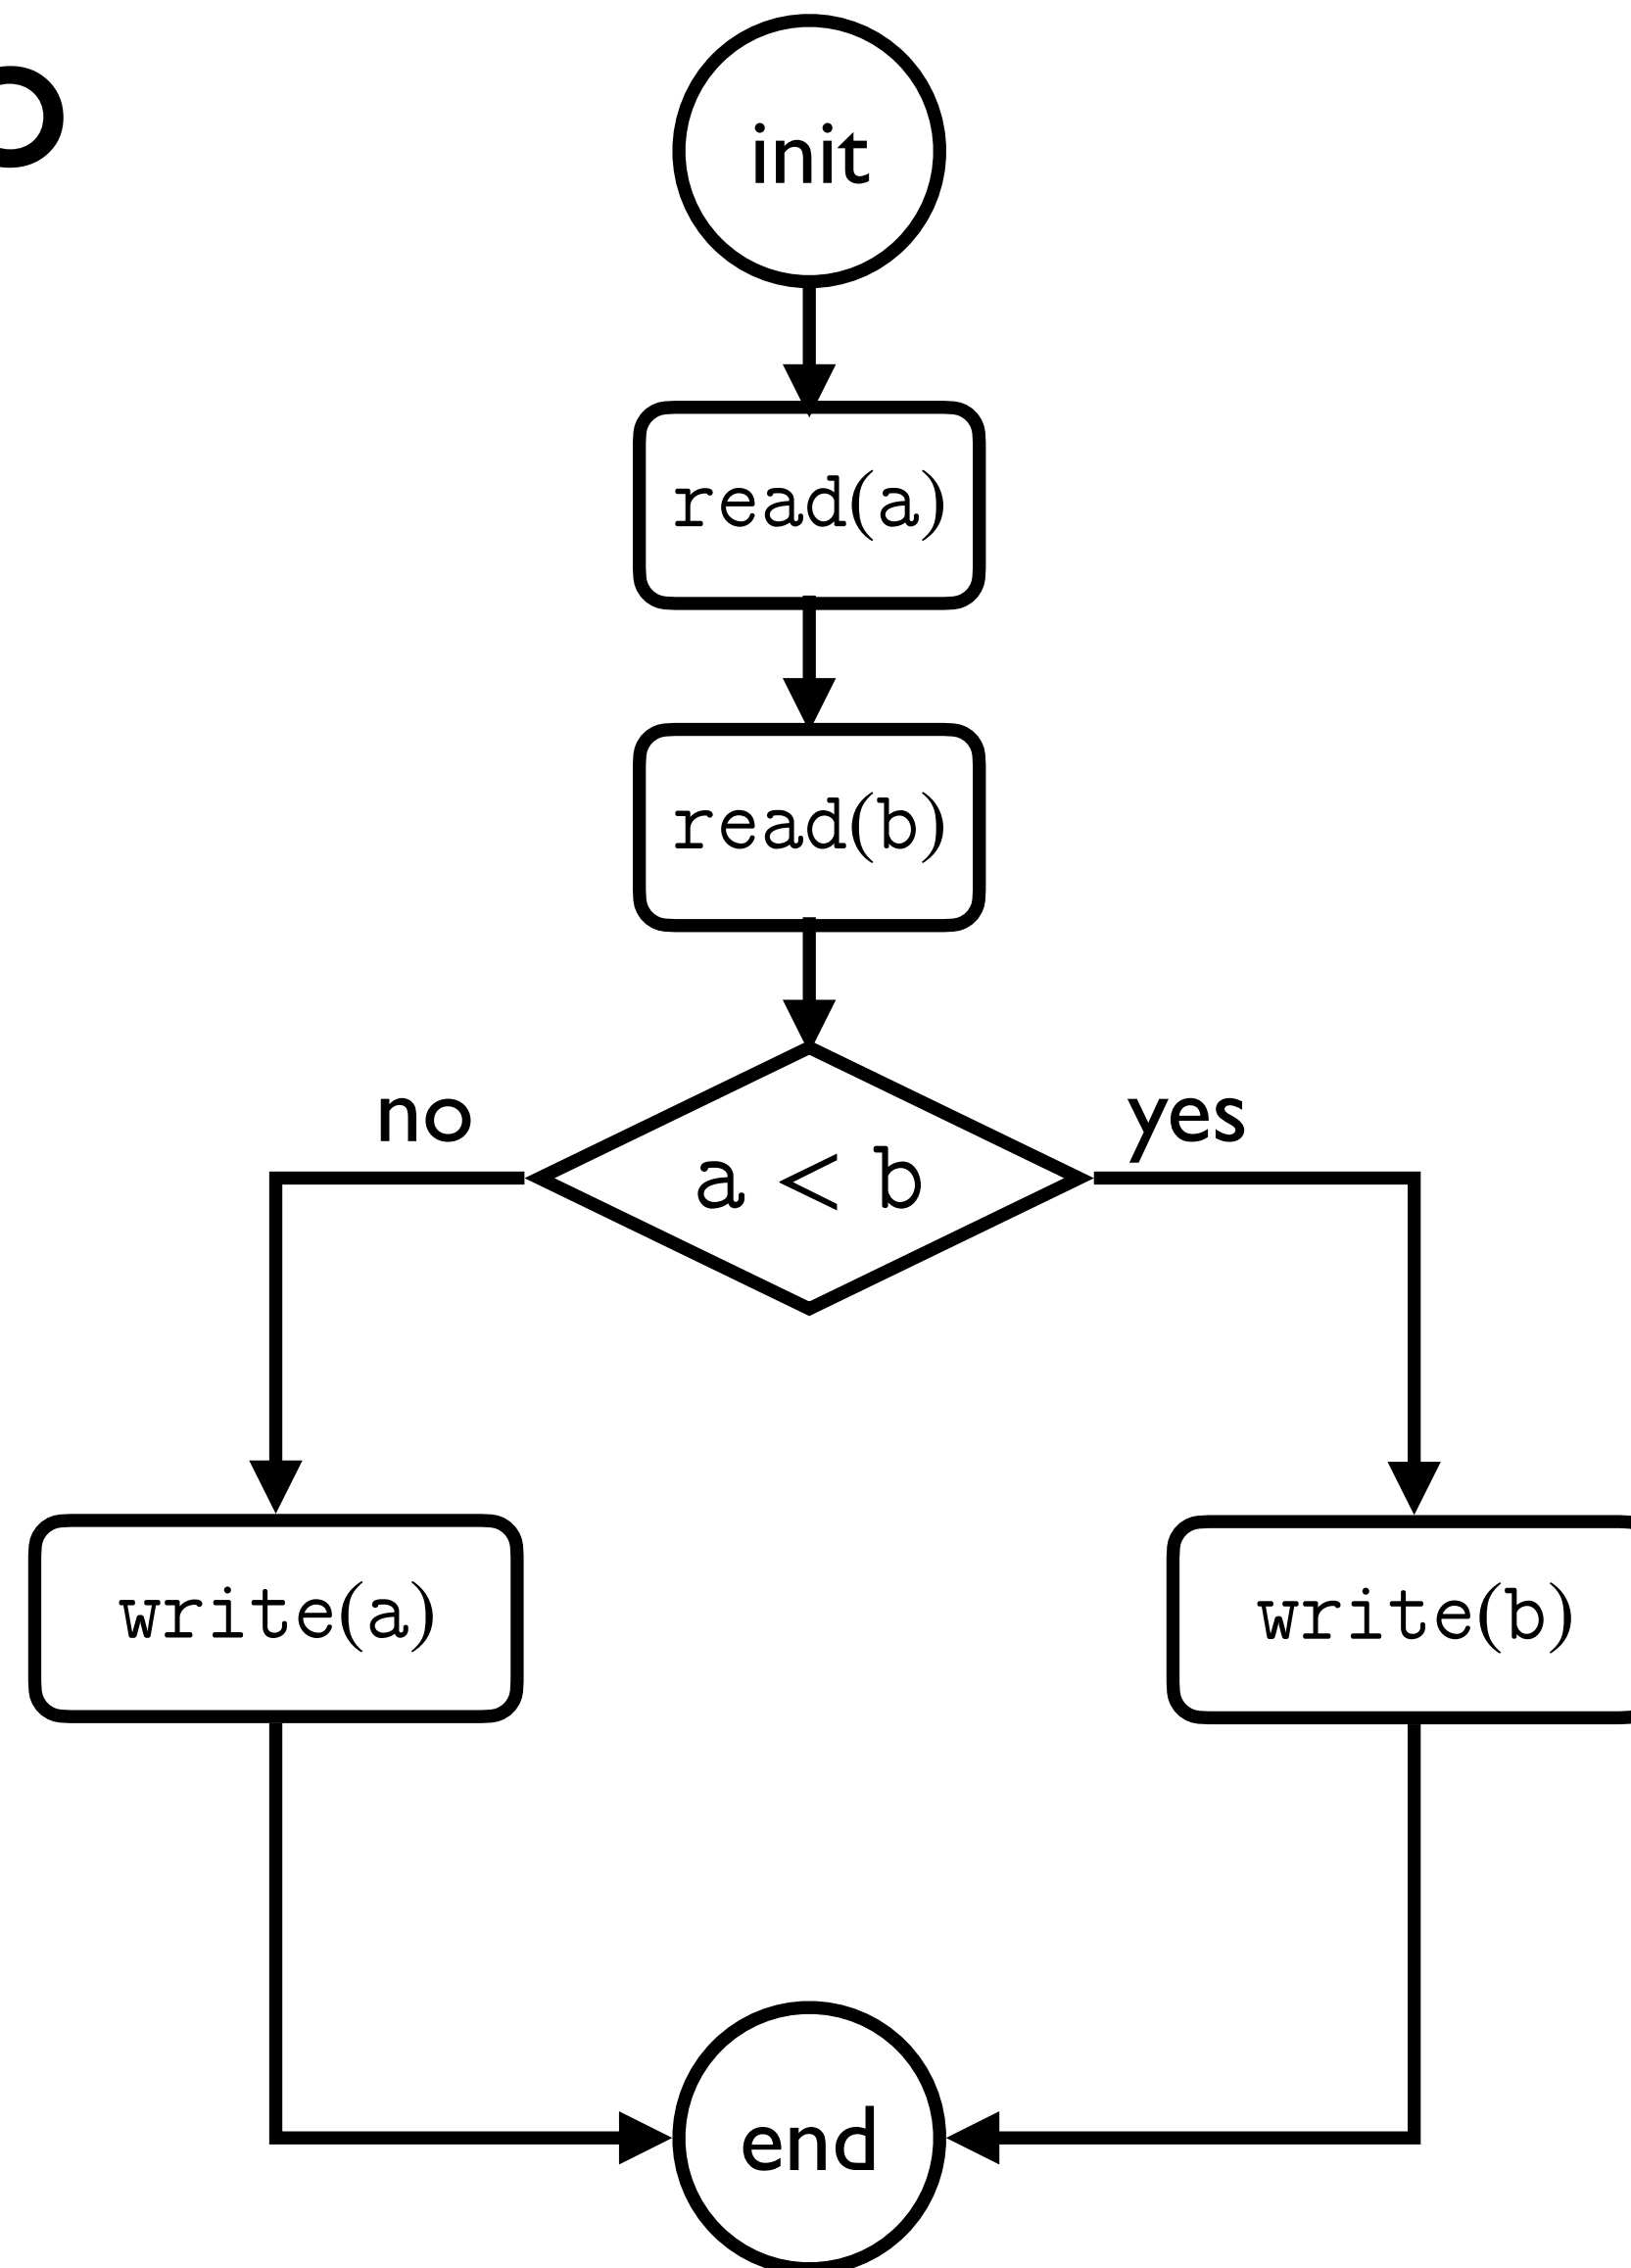 init
read(a)
read(b)
no
yes
a < b
write(a)
write(b)
end